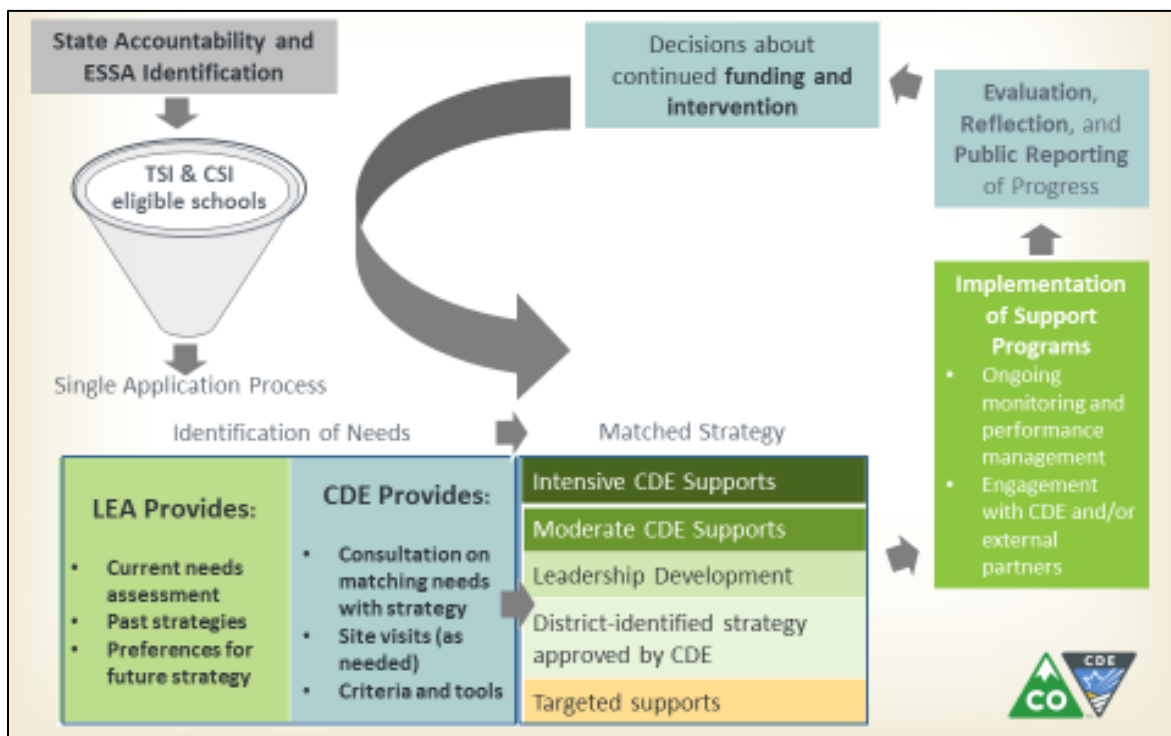 State Accountability and
ESSA Identification
TSI & CSI
eligible schools
Single Application Process
Decisions about
continued funding and
intervention
Evaluation,
Reflection, and
Public Reporting
of Progress
Implementation
of Support
Programs
• Ongoing
monitoring and
performance
management
• Engagement
with CDE and/or
external
partners
Identification of Needs
Matched Strategy
LEA Provides:
• Current needs
assessment
• Past strategies
• Preferences for
future strategy
CDE Provides:
• Consultation on
matching needs
with strategy
• Site visits (as
needed)
• Criteria and tools
Intensive CDE Supports
Moderate CDE Supports
Leadership Development
District-identified strategy
approved by CDE
Targeted supports
CO
CDE